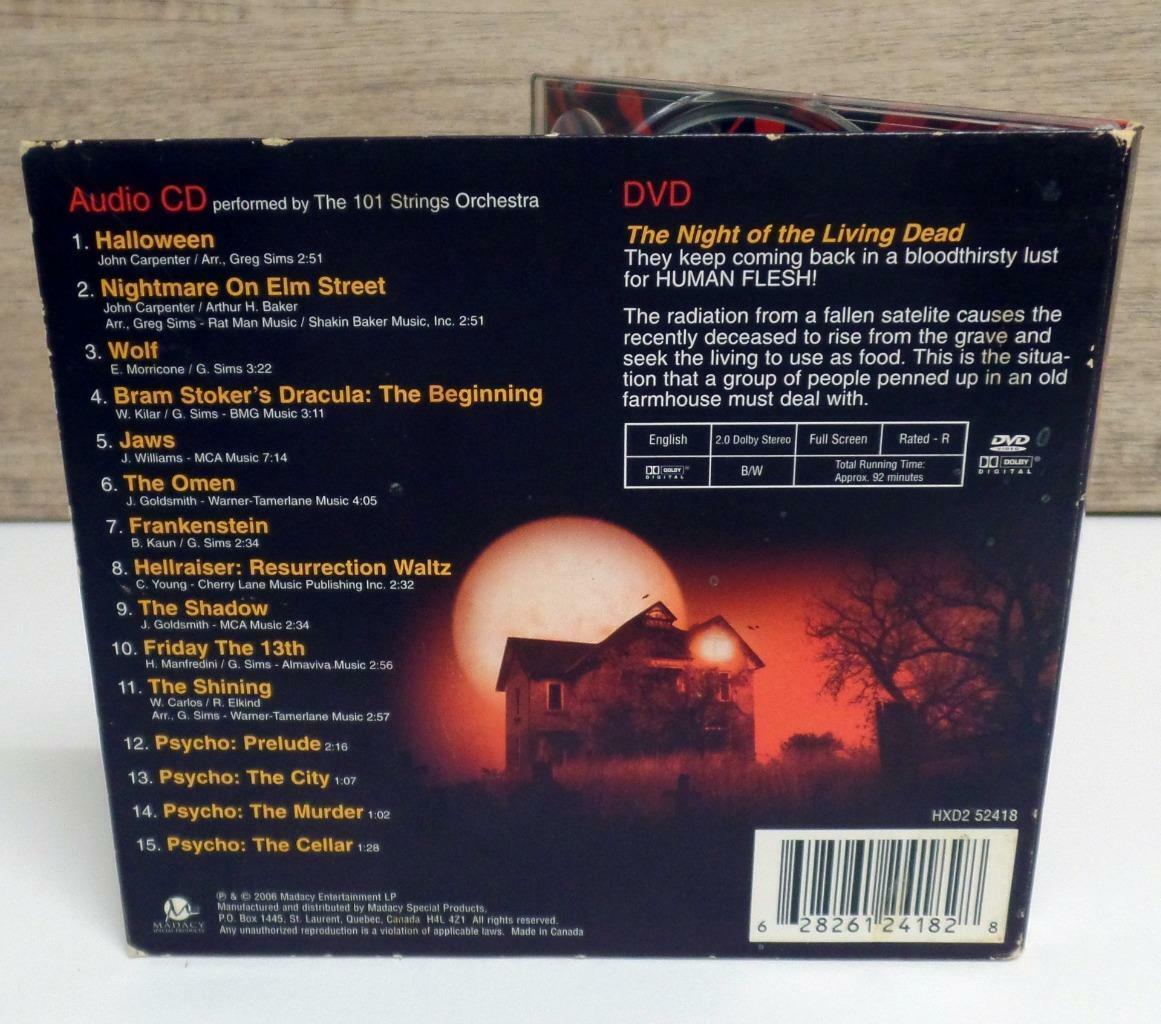 Audio CD performed by The 101 Strings Orchestra
1. Halloween
John Carpenter / Arr., Greg Sims 2:51
2. Nightmare On Elm Street
John Carpenter / Arthur H. Baker
Arr., Greg Sims - Rat Man Music / Shakin Baker Music, Inc. 2:51
3. Wolf
E. Morricone / G. Sims 3:22
4. Bram Stoker's Dracula: The Beginning
W. Kilar / G. Sims - BMG Music 3:11
5. Jaws
J. Williams - MCA Music 7:14
6. The Omen
J. Goldsmith - Warner-Tamerlane Music 4:05
7. Frankenstein
B. Kaun / G. Sims 2:34
8. Hellraiser: Resurrection Waltz
C. Young - Cherry Lane Music Publishing Inc. 2:32
9. The Shadow
J. Goldsmith - MCA Music 2:34
10. Friday The 13th
H. Manfredini / G. Sims - Almaviva Music 2:56
11. The Shining
W. Carlos / R. Elkind
Arr., G. Sims - Warner-Tamerlane Music 2:57
12. Psycho: Prelude 2:16
13. Psycho: The City 1:07
14. Psycho: The Murder 1:02
15. Psycho: The Cellar 1:28
DVD
The Night of the Living Dead
They keep coming back in a bloodthirsty lust
for HUMAN FLESH!
The radiation from a fallen satelite causes the
recently deceased to rise from the grave and
seek the living to use as food. This is the situa-
tion that a group of people penned up in an old
farmhouse must deal with.
English
2.0 Dolby Stereo
Full Screen
Rated - R
DOLBY
DIGITAL
B/W
Total Running Time:
Approx. 92 minutes
DVD
VIDEO
DOLBY
DIGITAL
HXD2 52418
6 28261 24182 8
MADACY
SPECIAL PRODUCTS
℗ & © 2006 Madacy Entertainment LP
Manufactured and distributed by Madacy Special Products,
P.O. Box 1445, St. Laurent, Quebec, Canada H4L 4Z1 All rights reserved.
Any unauthorized reproduction is a violation of applicable laws. Made in Canada